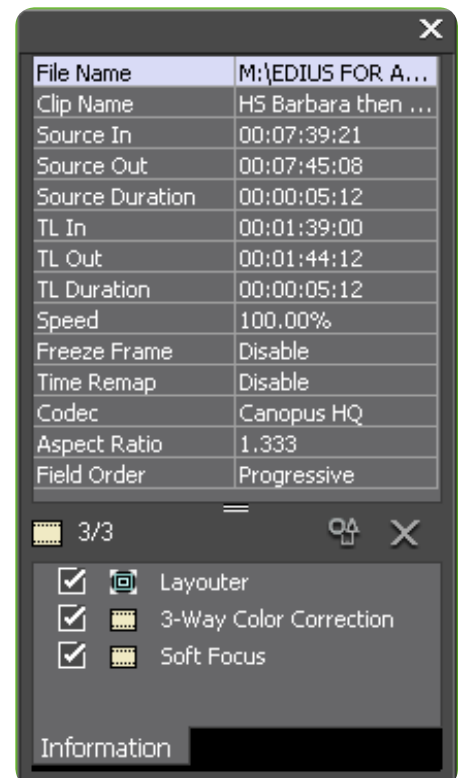 File Name M:\EDIUS FOR A...
Clip Name HS Barbara then ...
Source In 00:07:39:21
Source Out 00:07:45:08
Source Duration 00:00:05:12
TL In 00:01:39:00
TL Out 00:01:44:12
TL Duration 00:00:05:12
Speed 100.00%
Freeze Frame Disable
Time Remap Disable
Codec Canopus HQ
Aspect Ratio 1.333
Field Order Progressive
3/3
Layouter
3-Way Color Correction
Soft Focus
Information